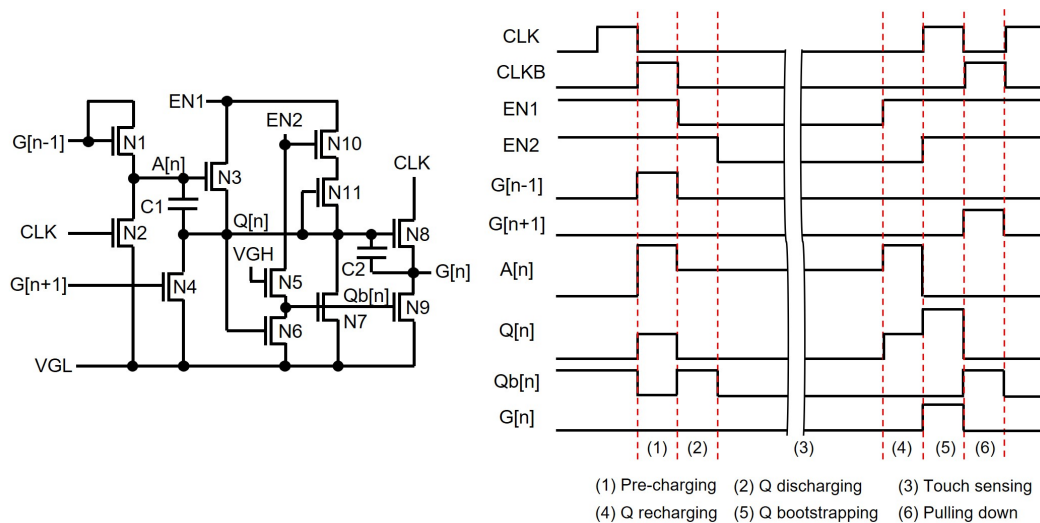 EN1
EN2
G[n-1]
N1
N10
CLK
A[n]
N3
N11
C1
Q[n]
CLK
N2
VGH
N8
C2
G[n]
G[n+1]
N4
N5
Qb[n]
N9
N6
N7
VGL
CLK
CLKB
EN1
EN2
G[n-1]
G[n+1]
A[n]
Q[n]
Qb[n]
G[n]
(1) (2) (3) (4) (5) (6)
(1) Pre-charging (2) Q discharging (3) Touch sensing
(4) Q recharging (5) Q bootstrapping (6) Pulling down